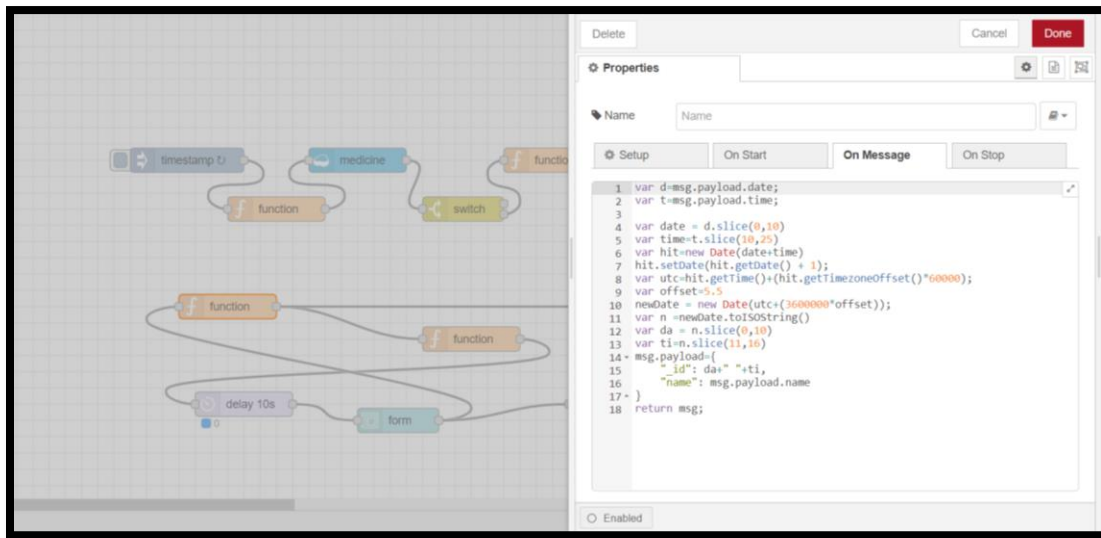 Delete
Cancel
Done
Properties
Name
Name
Setup
On Start
On Message
On Stop
timestamp ↻
medicine
functio
function
switch
function
function
delay 10s
0
form
1 var d=msg.payload.date;
2 var t=msg.payload.time;
3
4 var date = d.slice(0,10)
5 var time=t.slice(10,25)
6 var hit=new Date(date+time)
7 hit.setDate(hit.getDate() + 1);
8 var utc=hit.getTime()+(hit.getTimezoneOffset()*60000);
9 var offset=5.5
10 newDate = new Date(utc+(3600000*offset));
11 var n =newDate.toISOString()
12 var da = n.slice(0,10)
13 var ti=n.slice(11,16)
14 msg.payload={
15 "_id": da+" "+ti,
16 "name": msg.payload.name
17 }
18 return msg;
Enabled